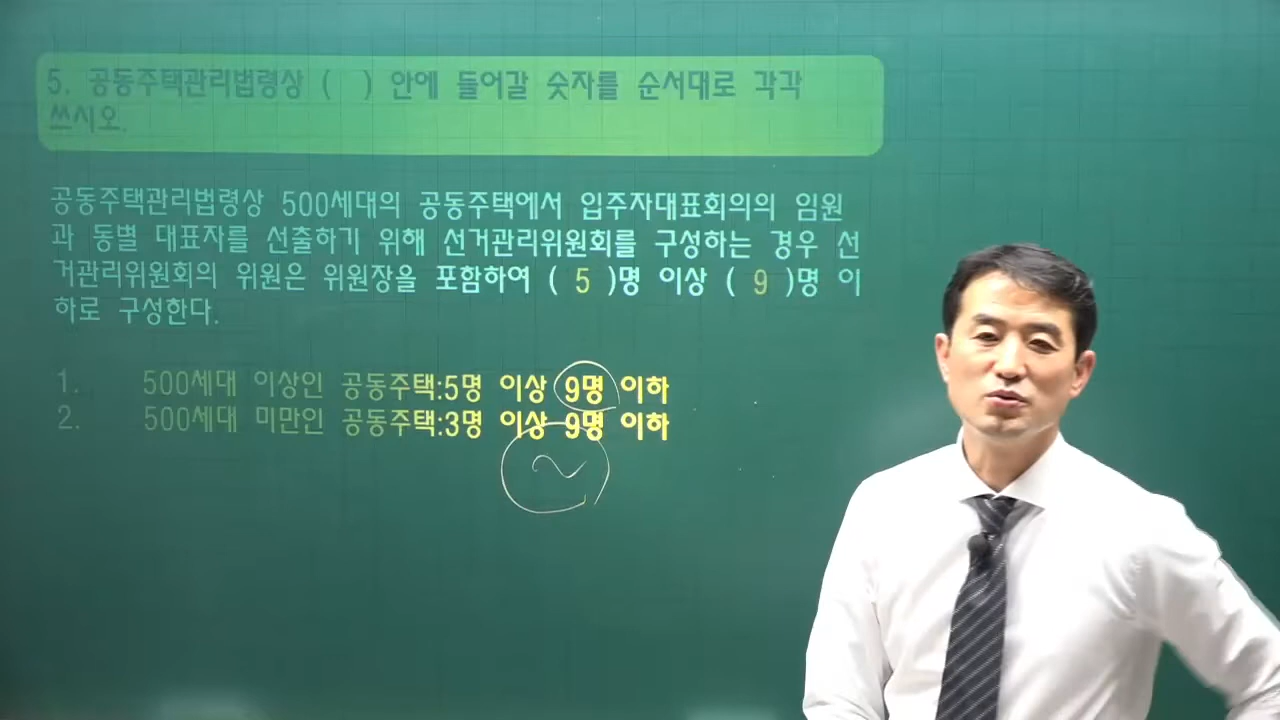 5. 공동주택관리법령상 (  ) 안에 들어갈 숫자를 순서대로 각각
쓰시오.
공동주택관리법령상 500세대의 공동주택에서 입주자대표회의의 임원
과 동별 대표자를 선출하기 위해 선거관리위원회를 구성하는 경우 선
거관리위원회의 위원은 위원장을 포함하여 ( 5 )명 이상 ( 9 )명 이
하로 구성한다.
1. 500세대 이상인 공동주택:5명 이상 9명 이하
2. 500세대 미만인 공동주택:3명 이상 9명 이하
~